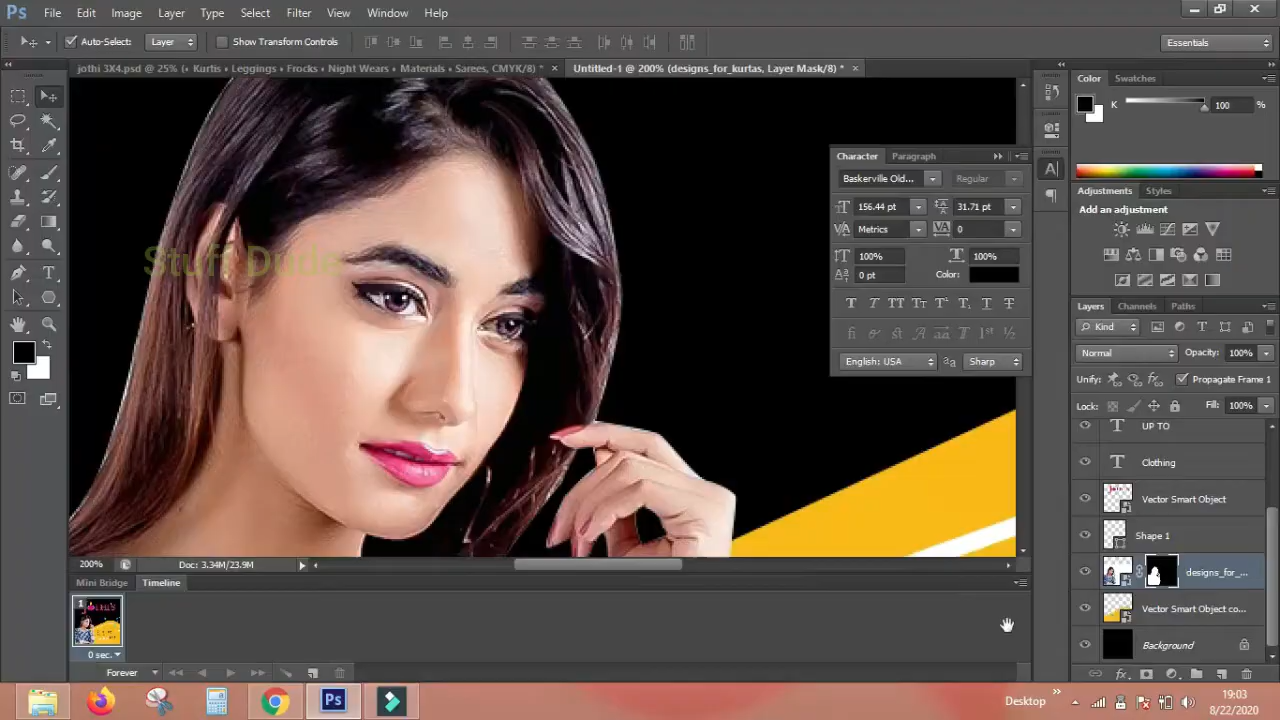 Ps File Edit Image Layer Type Select Filter View Window Help
Auto-Select: Layer Show Transform Controls Essentials
jothi 3X4.psd @ 25% (• Kurtis • Leggings • Frocks • Night Wears • Materials • Sarees, CMYK/8) * × Untitled-1 @ 200% (designs_for_kurtas, Layer Mask/8) * ×
Color Swatches
K 100 %
Character Paragraph
Baskerville Old... Regular
156.44 pt 31.71 pt
Metrics 0
100% 100%
0 pt Color:
English: USA Sharp
Adjustments Styles
Add an adjustment
Stuff Dude
Layers Channels Paths
Kind
Normal Opacity: 100%
Unify: Propagate Frame 1
Lock: Fill: 100%
UP TO
Clothing
Vector Smart Object
Shape 1
designs_for_...
Vector Smart Object co...
Background
200% Doc: 3.34M/23.9M
Mini Bridge Timeline
1
0 sec.
Forever
Desktop
19:03
8/22/2020